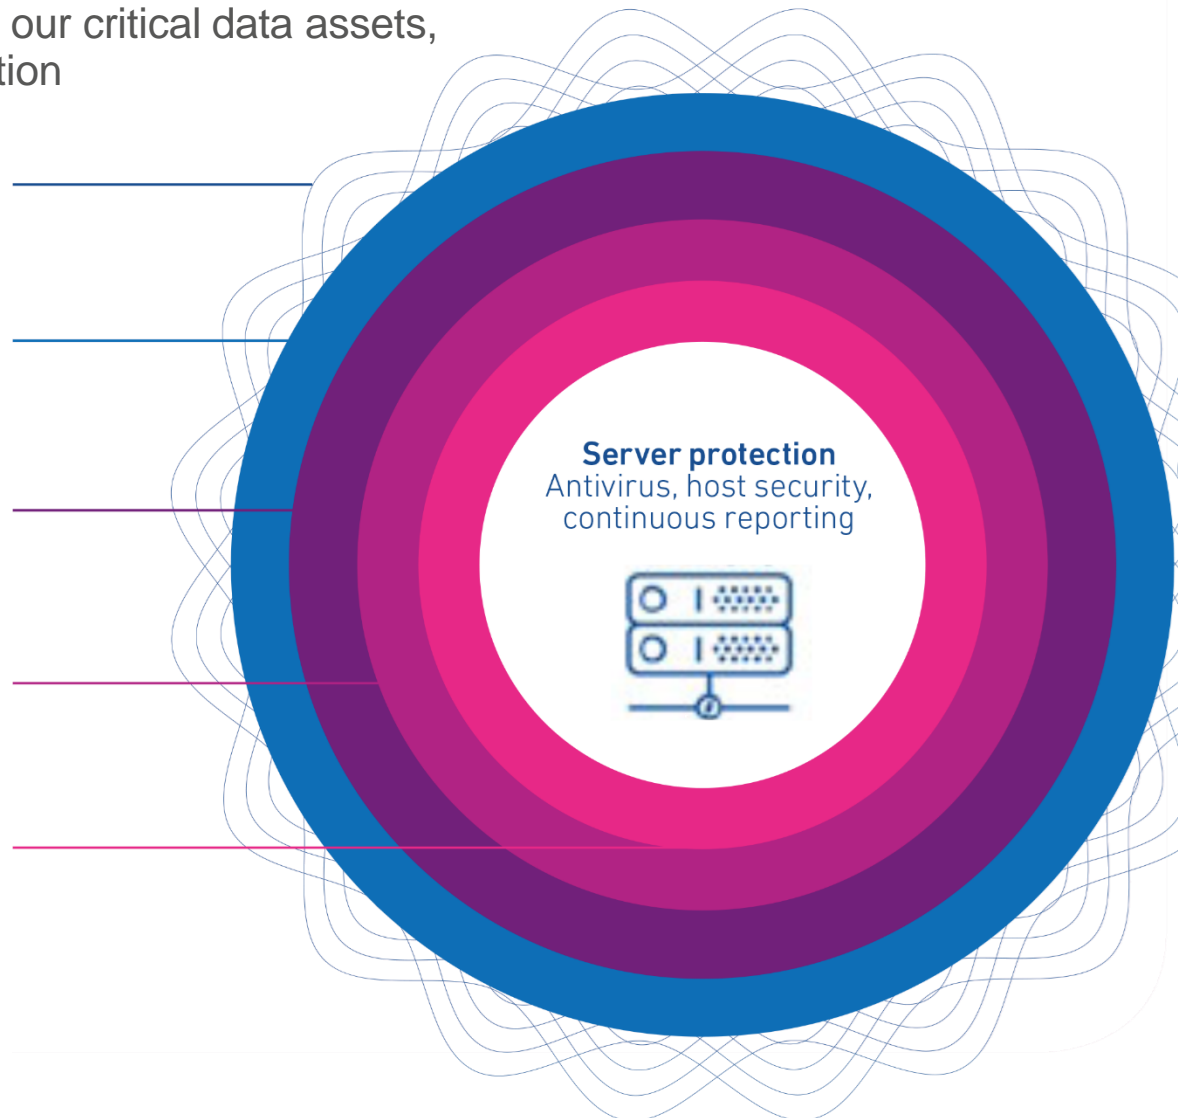 our critical data assets,
tion
Server protection
Antivirus, host security,
continuous reporting